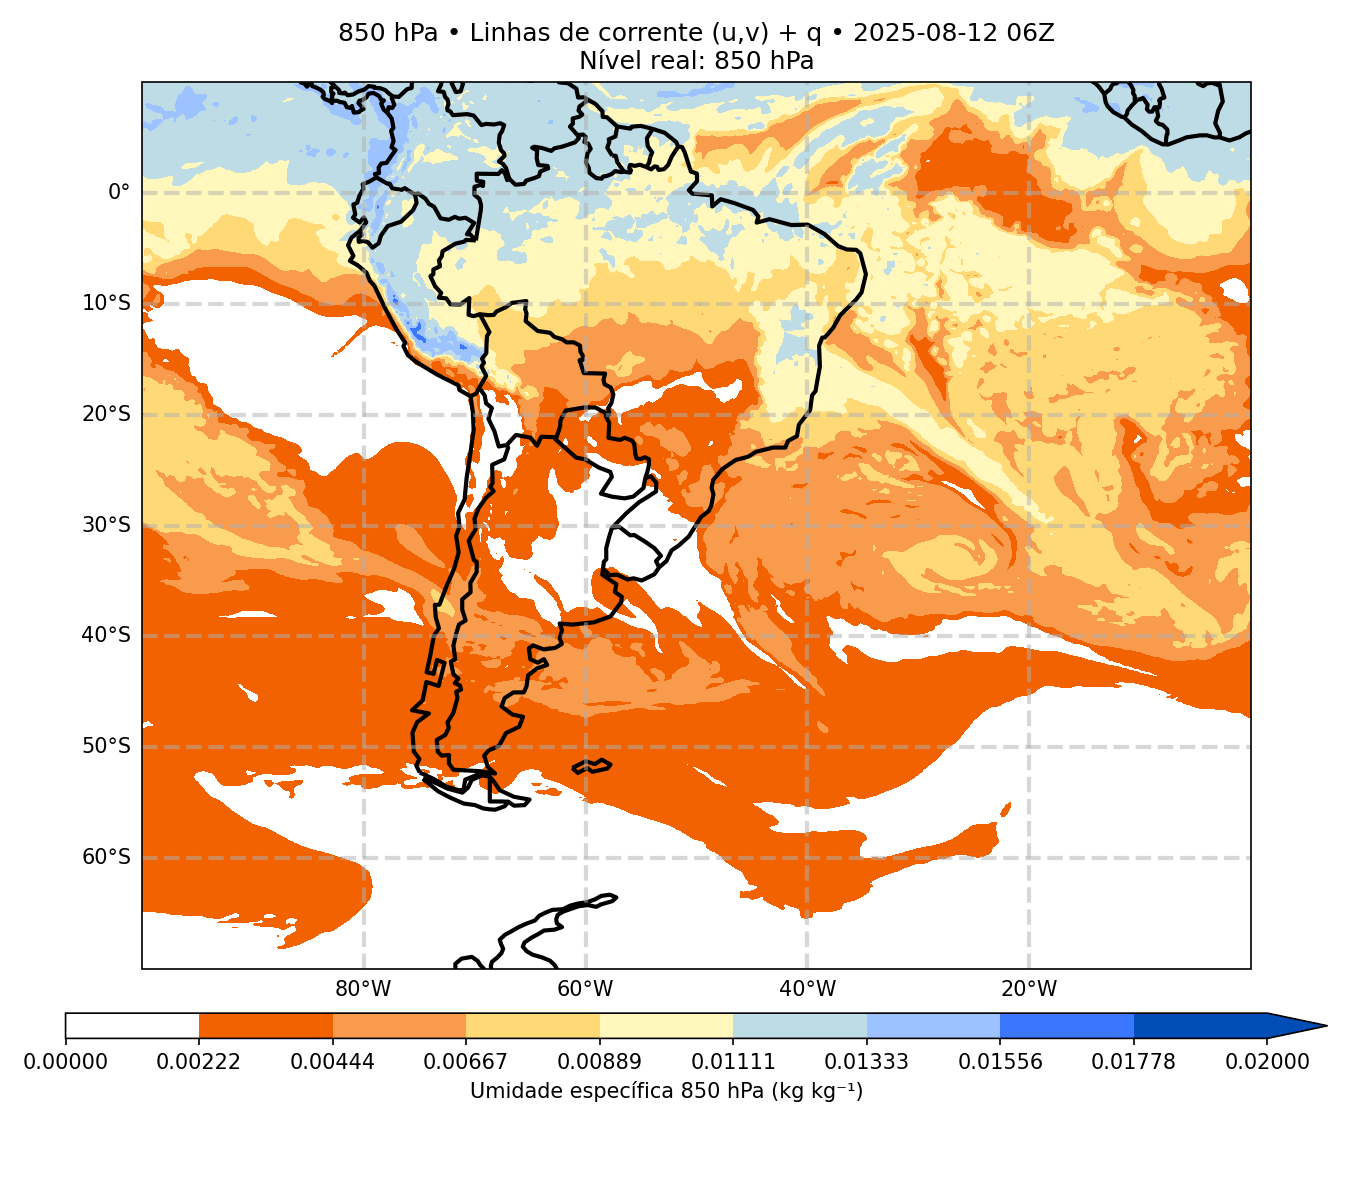 850 hPa • Linhas de corrente (u,v) + q • 2025-08-12 06Z
Nível real: 850 hPa
0°
10°S
20°S
30°S
40°S
50°S
60°S
80°W 60°W 40°W 20°W
0.00000 0.00222 0.00444 0.00667 0.00889 0.01111 0.01333 0.01556 0.01778 0.02000
Umidade específica 850 hPa (kg kg⁻¹)